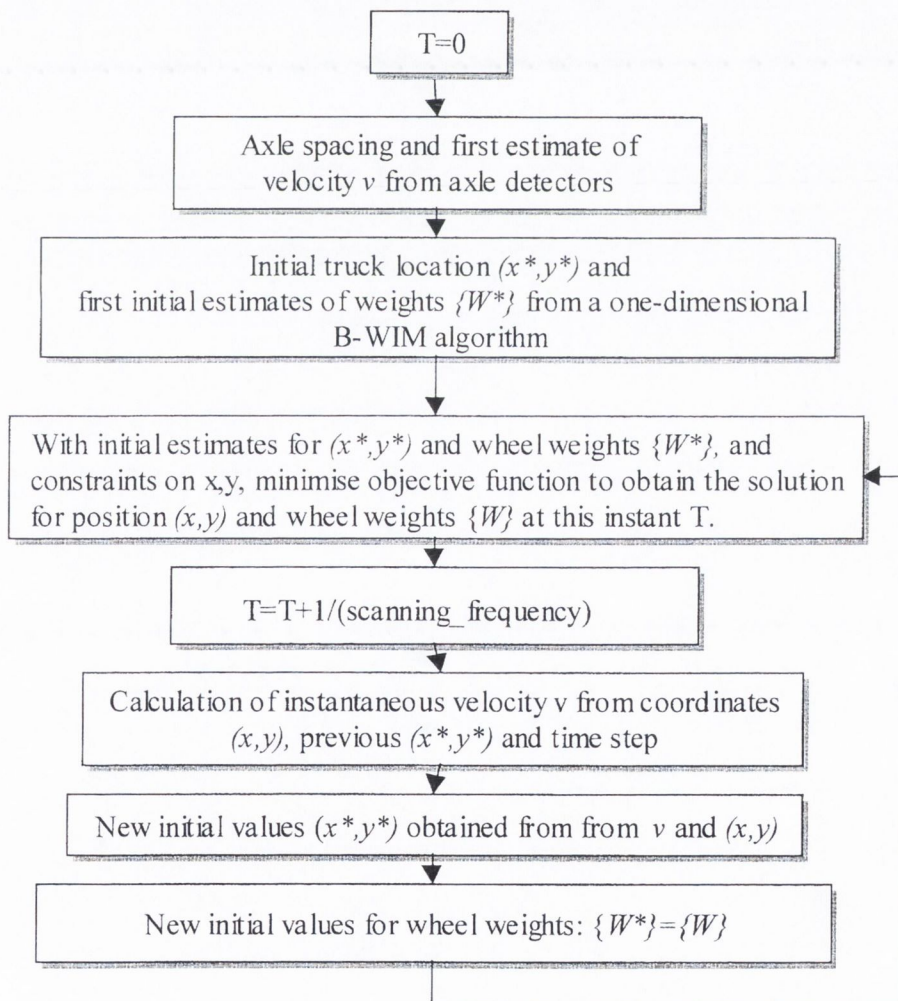 T=0
Axle spacing and first estimate of
velocity v from axle detectors
Initial truck location (x*,y*) and
first initial estimates of weights {W*} from a one-dimensional
B-WIM algorithm
With initial estimates for (x*,y*) and wheel weights {W*}, and
constraints on x,y, minimise objective function to obtain the solution
for position (x,y) and wheel weights {W} at this instant T.
T=T+1/(scanning_frequency)
Calculation of instantaneous velocity v from coordinates
(x,y), previous (x*,y*) and time step
New initial values (x*,y*) obtained from from v and (x,y)
New initial values for wheel weights: {W*}={W}